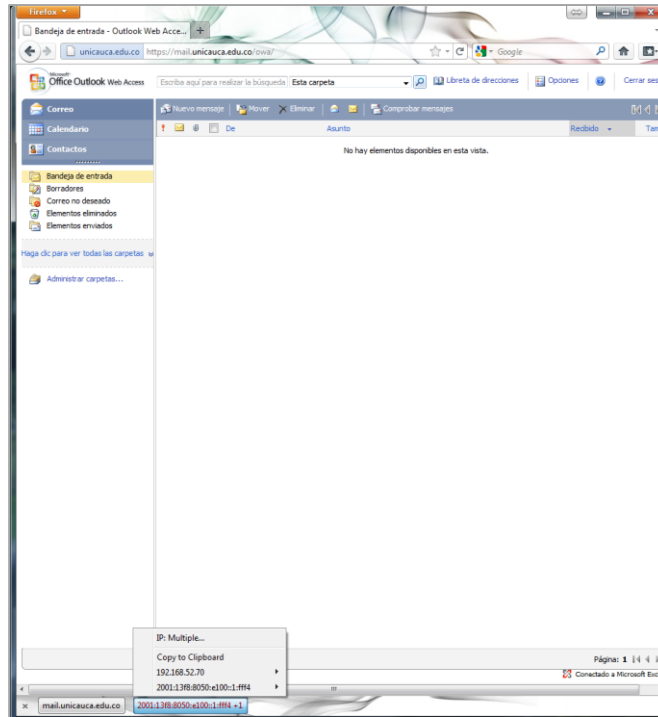 Firefox
Bandeja de entrada - Outlook Web Acce...
unicauca.edu.co https://mail.unicauca.edu.co/owa/ Google
Microsoft
Office Outlook Web Access Escriba aquí para realizar la búsqueda Esta carpeta Libreta de direcciones Opciones Cerrar ses
Correo Nuevo mensaje Mover Eliminar Comprobar mensajes
Calendario De Asunto Recibido Tam
Contactos
No hay elementos disponibles en esta vista.
Bandeja de entrada
Borradores
Correo no deseado
Elementos eliminados
Elementos enviados
Haga clic para ver todas las carpetas
Administrar carpetas...
IP: Multiple...
Copy to Clipboard
192.168.52.70
2001:13f8:8050:e100::1:fff4
Página: 1
Conectado a Microsoft Exc
mail.unicauca.edu.co 2001:13f8:8050:e100::1:fff4 +1